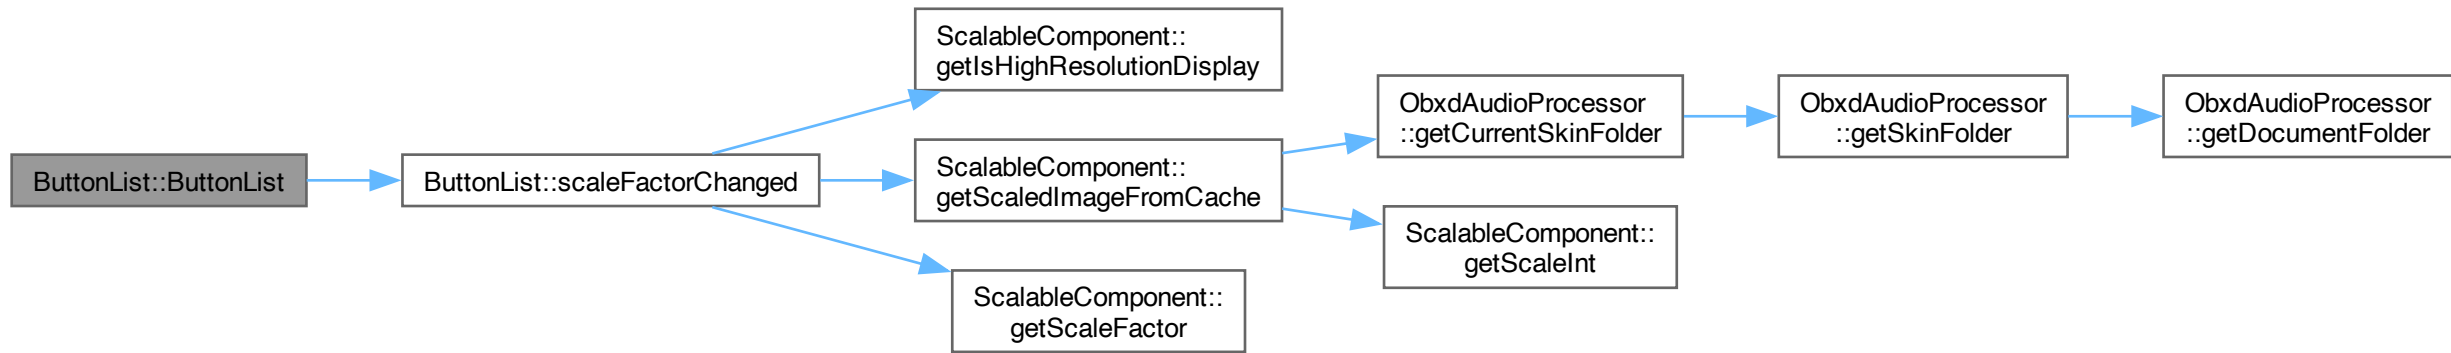 ButtonList::ButtonList
ButtonList::scaleFactorChanged
ScalableComponent::
getIsHighResolutionDisplay
ScalableComponent::
getScaledImageFromCache
ScalableComponent::
getScaleFactor
ObxdAudioProcessor
::getCurrentSkinFolder
ScalableComponent::
getScaleInt
ObxdAudioProcessor
::getSkinFolder
ObxdAudioProcessor
::getDocumentFolder